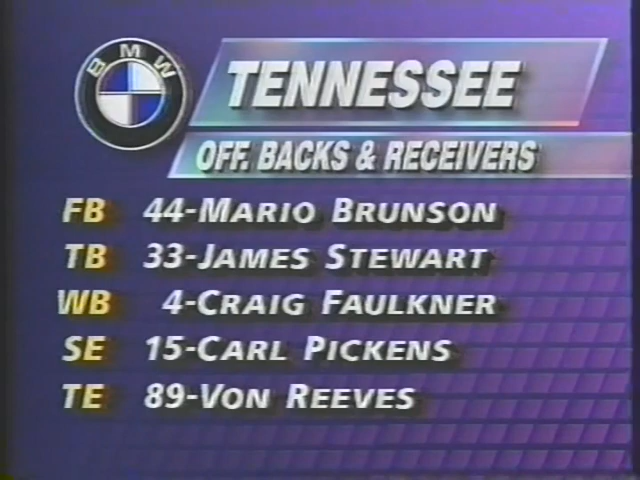 BMW
TENNESSEE
OFF. BACKS & RECEIVERS
FB 44-MARIO BRUNSON
TB 33-JAMES STEWART
WB 4-CRAIG FAULKNER
SE 15-CARL PICKENS
TE 89-VON REEVES